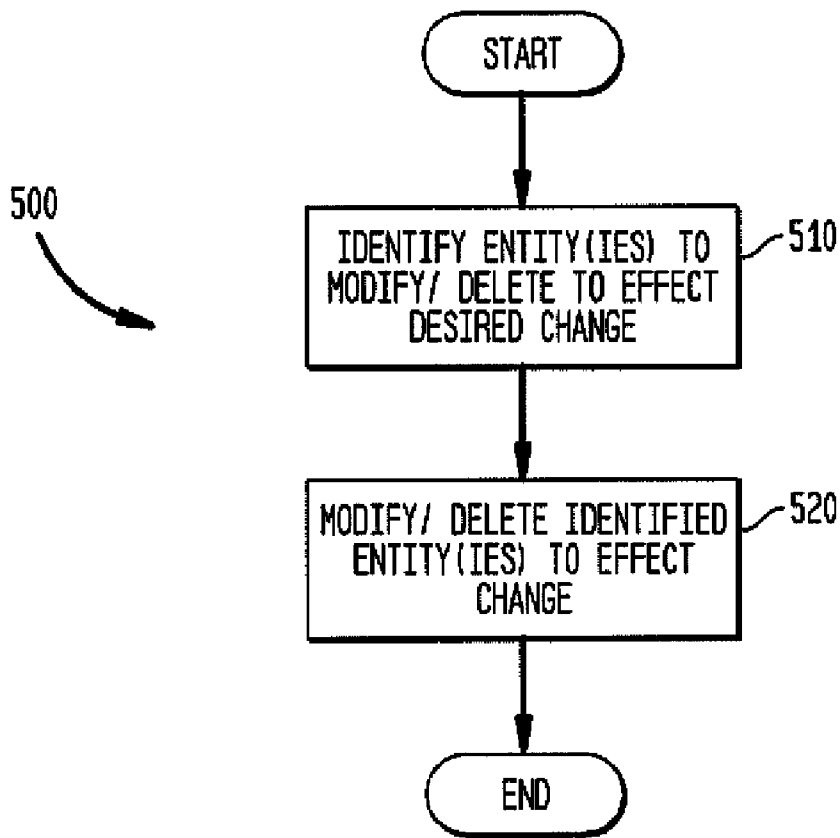 START
500
IDENTIFY ENTITY(IES) TO
MODIFY/ DELETE TO EFFECT
DESIRED CHANGE
510
MODIFY/ DELETE IDENTIFIED
ENTITY(IES) TO EFFECT
CHANGE
520
END